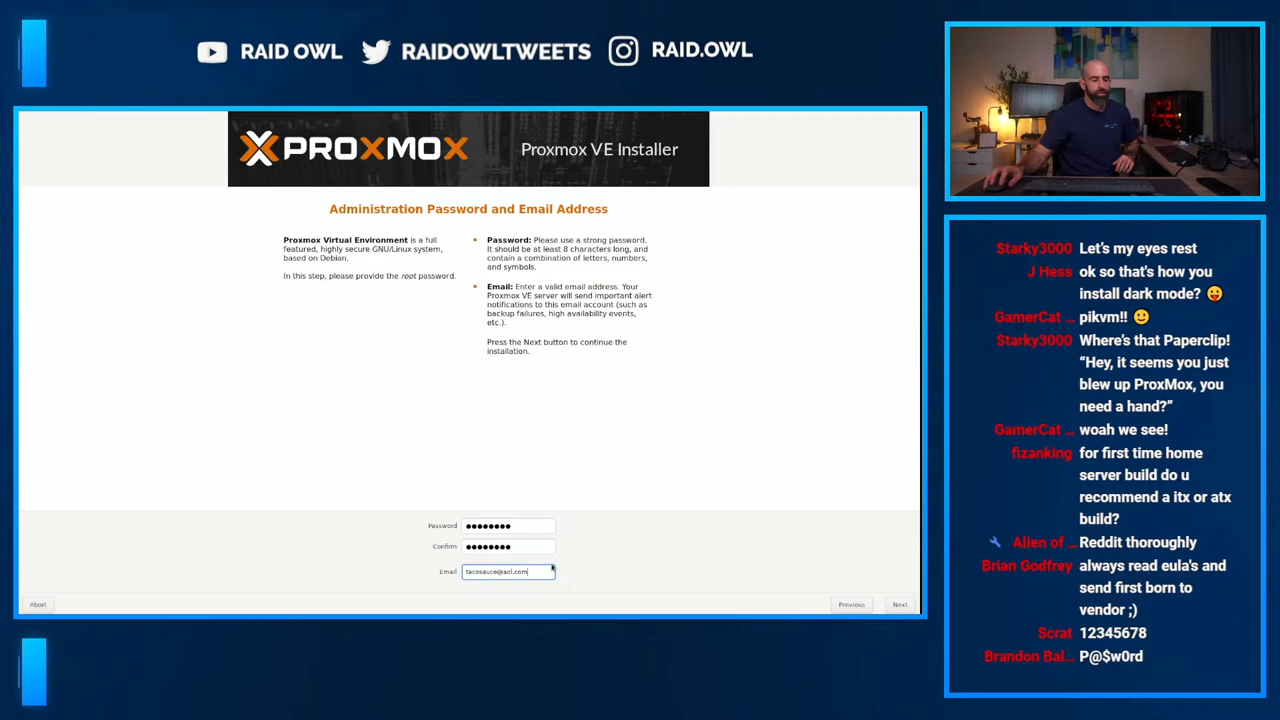 RAID OWL
RAIDOWLTWEETS
RAID.OWL
PROXMOX
Proxmox VE Installer
Administration Password and Email Address
Proxmox Virtual Environment is a full
featured, highly secure GNU/Linux system,
based on Debian.
In this step, please provide the root password.
Password: Please use a strong password.
It should be at least 8 characters long, and
contain a combination of letters, numbers,
and symbols.
Email: Enter a valid email address. Your
Proxmox VE server will send important alert
notifications to this email account (such as
backup failures, high availability events,
etc.).
Press the Next button to continue the
installation.
Password ●●●●●●●●
Confirm ●●●●●●●●
Email tacosauce@aol.com
Abort
Previous
Next
Starky3000 Let's my eyes rest
J Hess ok so that's how you
install dark mode? 😛
GamerCat ... pikvm!! 🙂
Starky3000 Where's that Paperclip!
“Hey, it seems you just
blew up ProxMox, you
need a hand?”
GamerCat ... woah we see!
fizanking for first time home
server build do u
recommend a itx or atx
build?
Alien of ... Reddit thoroughly
Brian Godfrey always read eula's and
send first born to
vendor ;)
Scrat 12345678
Brandon Bal... P@$w0rd